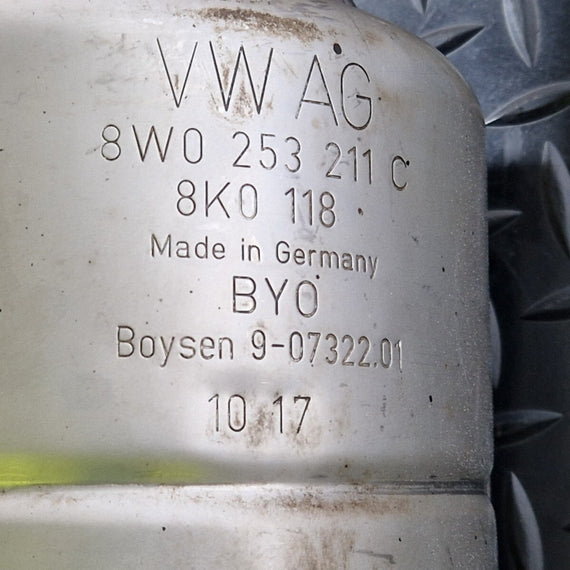 VW AG
8W0 253 211 C
8K0 118
Made in Germany
BYO
Boysen 9-07322.01
10 17